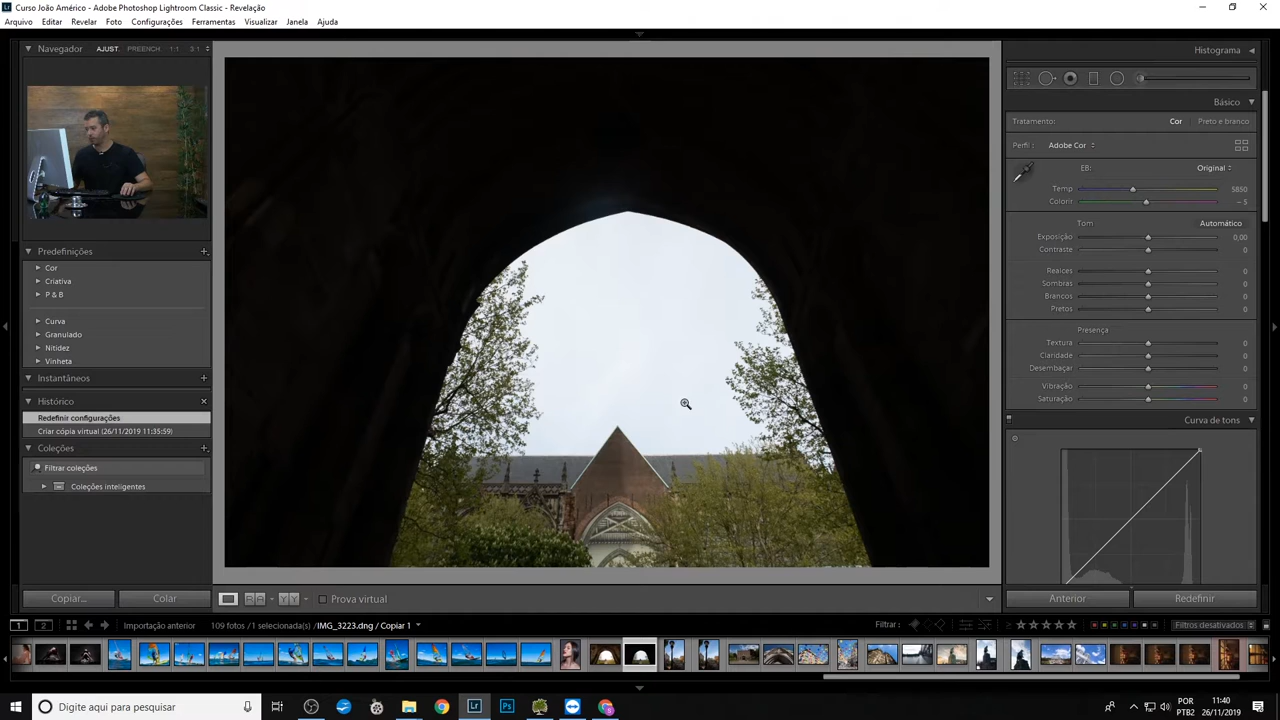 Curso João Américo - Adobe Photoshop Lightroom Classic - Revelação
Arquivo Editar Revelar Foto Configurações Ferramentas Visualizar Janela Ajuda
Navegador AJUST. PREENCH. 1:1 3:1
Predefinições
Cor
Criativa
P & B
Curva
Granulado
Nitidez
Vinheta
Instantâneos
Histórico
Redefinir configurações
Criar cópia virtual (26/11/2019 11:35:59)
Coleções
Filtrar coleções
Coleções inteligentes
Copiar... Colar
Prova virtual
Histograma
Básico
Tratamento: Cor Preto e branco
Perfil: Adobe Cor
EB: Original
Temp 5850
Colorir - 5
Tom Automático
Exposição 0,00
Contraste 0
Realces 0
Sombras 0
Brancos 0
Pretos 0
Presença
Textura 0
Claridade 0
Desembaçar 0
Vibração 0
Saturação 0
Curva de tons
Anterior Redefinir
1 2 Importação anterior 109 fotos /1 selecionada(s) /IMG_3223.dng / Copiar 1 Filtrar : Filtros desativados
Digite aqui para pesquisar
POR
PTB2
11:40
26/11/2019